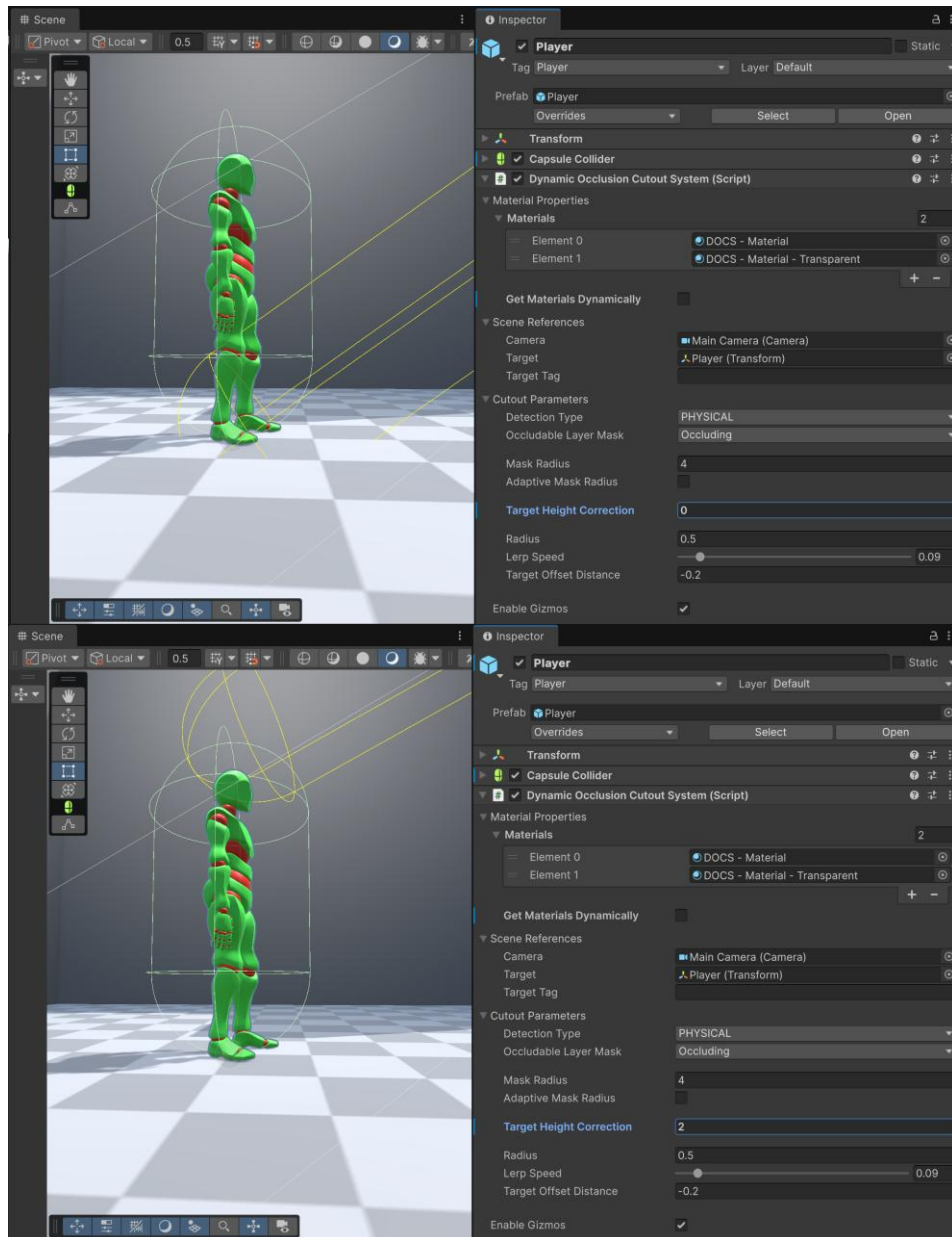 Scene
Inspector
Pivot Local 0.5
Player Static
Tag Player Layer Default
Prefab Player
Overrides Select Open
Transform
Capsule Collider
# Dynamic Occlusion Cutout System (Script)
Material Properties
Materials 2
Element 0 DOCS - Material
Element 1 DOCS - Material - Transparent
+ -
Get Materials Dynamically
Scene References
Camera Main Camera (Camera)
Target Player (Transform)
Target Tag
Cutout Parameters
Detection Type PHYSICAL
Occludable Layer Mask Occluding
Mask Radius 4
Adaptive Mask Radius
Target Height Correction 0
Radius 0.5
Lerp Speed 0.09
Target Offset Distance -0.2
Enable Gizmos
Scene
Inspector
Pivot Local 0.5
Player Static
Tag Player Layer Default
Prefab Player
Overrides Select Open
Transform
Capsule Collider
# Dynamic Occlusion Cutout System (Script)
Material Properties
Materials 2
Element 0 DOCS - Material
Element 1 DOCS - Material - Transparent
+ -
Get Materials Dynamically
Scene References
Camera Main Camera (Camera)
Target Player (Transform)
Target Tag
Cutout Parameters
Detection Type PHYSICAL
Occludable Layer Mask Occluding
Mask Radius 4
Adaptive Mask Radius
Target Height Correction 2
Radius 0.5
Lerp Speed 0.09
Target Offset Distance -0.2
Enable Gizmos